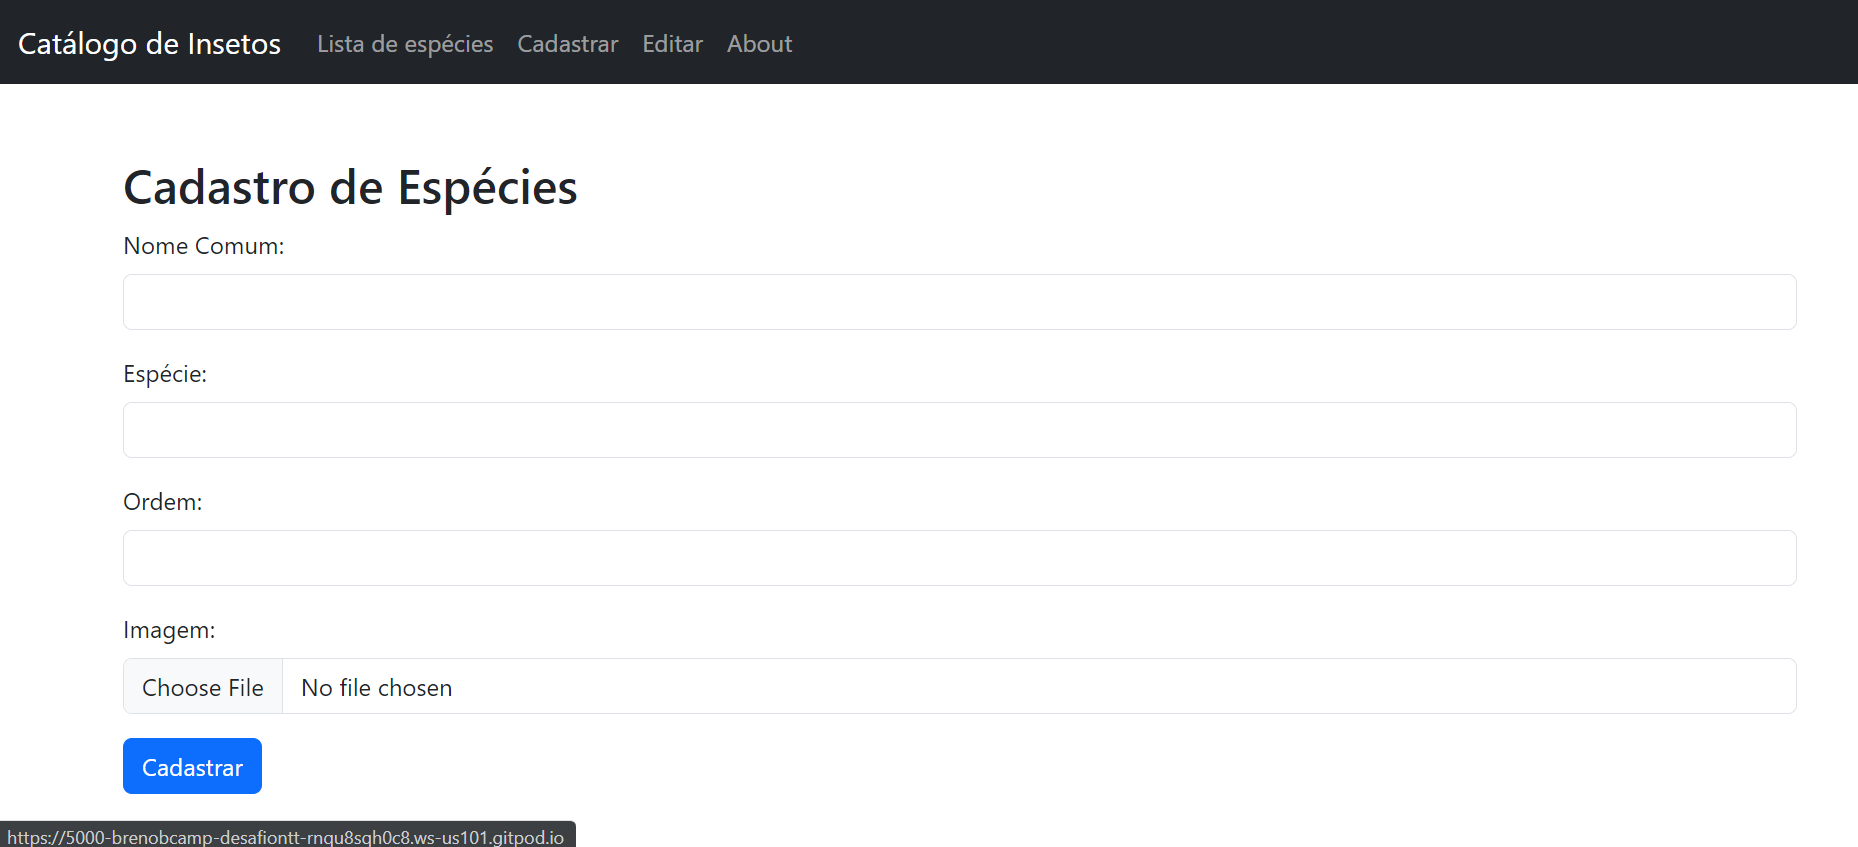 Catálogo de Insetos Lista de espécies Cadastrar Editar About
Cadastro de Espécies
Nome Comum:
Espécie:
Ordem:
Imagem:
Choose File No file chosen
Cadastrar
https://5000-brenobcamp-desafiontt-rnqu8sqh0c8.ws-us101.gitpod.io